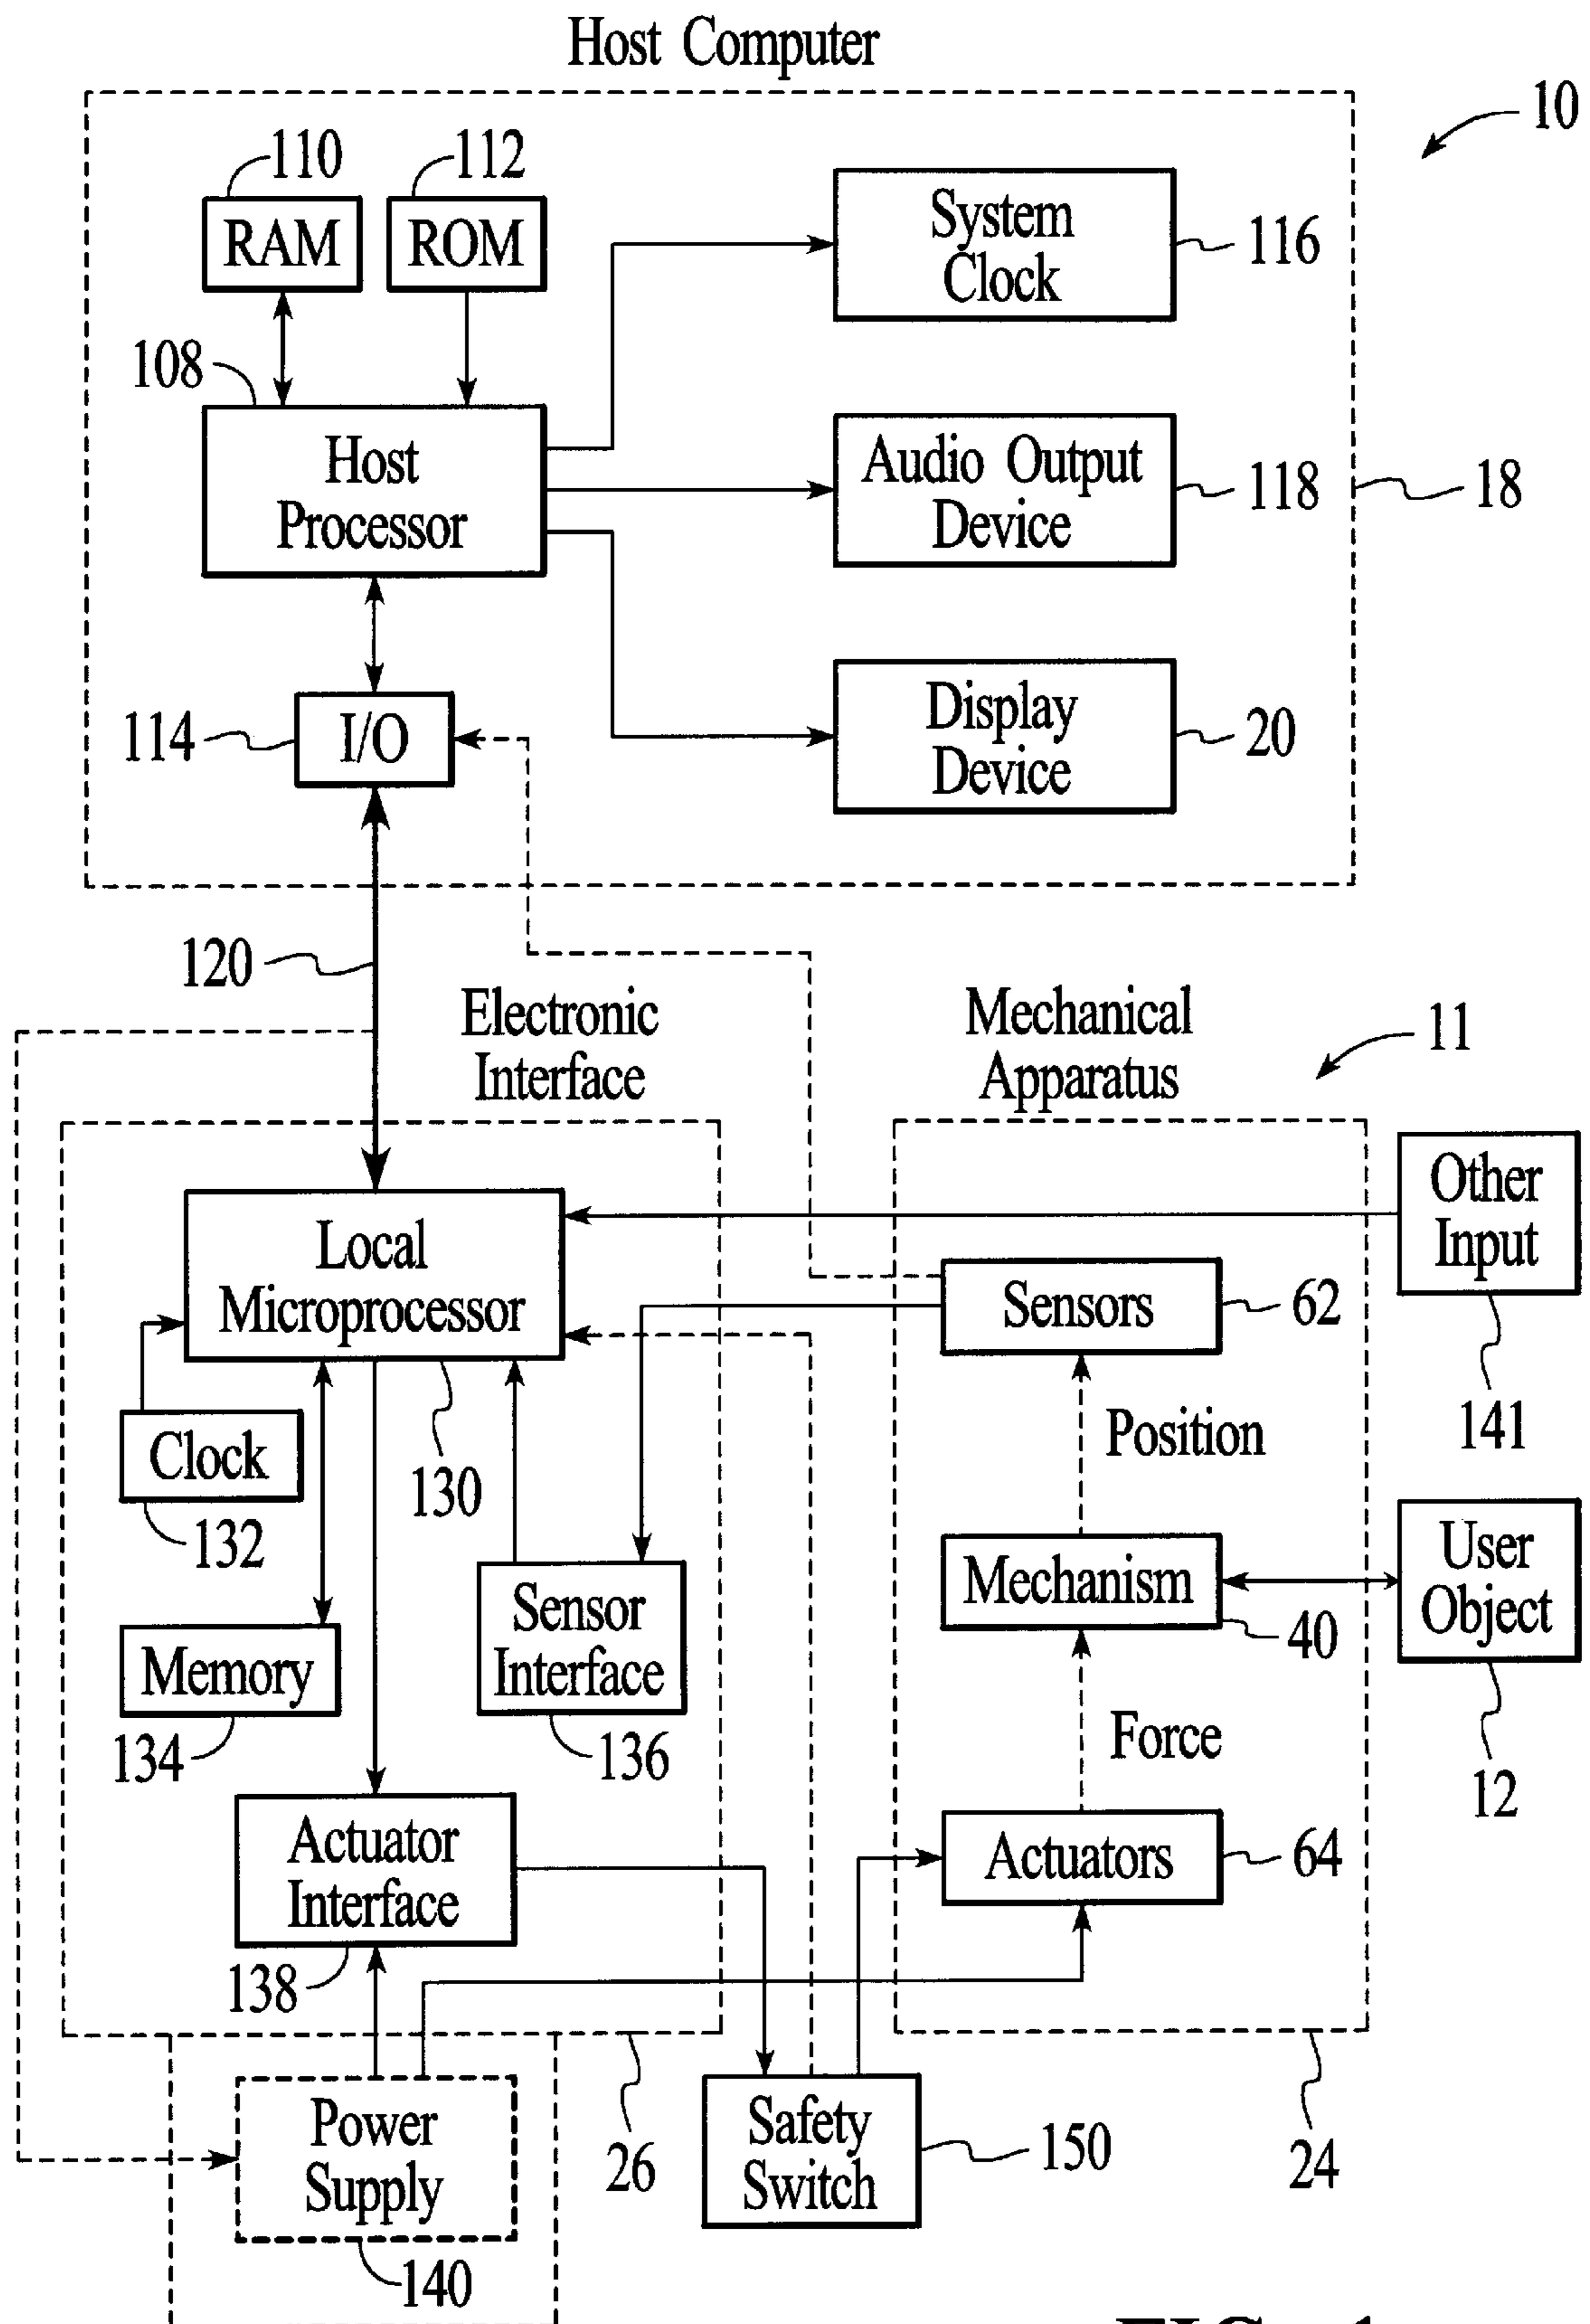 Host Computer
10
110
112
RAM
ROM
System
Clock
116
108
Host
Processor
Audio Output
Device
118
18
114
I/O
Display
Device
20
120
Electronic
Interface
Mechanical
Apparatus
11
Other
Input
141
Local
Microprocessor
Sensors
62
Position
Clock
132
130
Mechanism
40
User
Object
12
Sensor
Interface
136
Memory
134
Force
Actuator
Interface
138
Actuators
64
Power
Supply
140
26
Safety
Switch
150
24